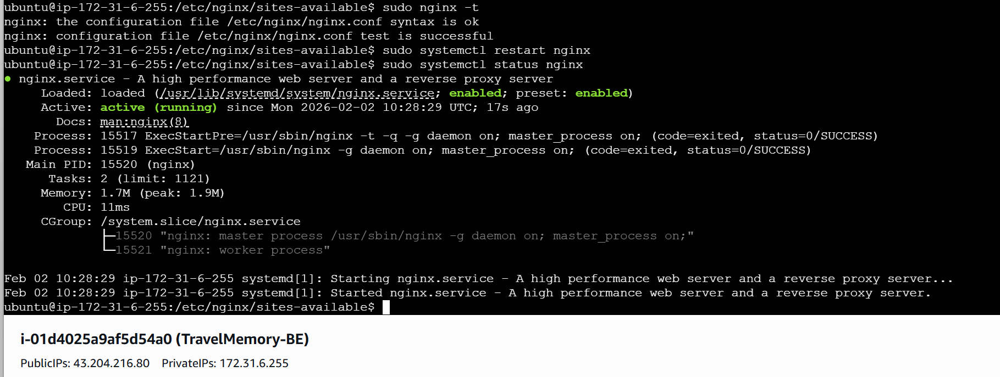 ubuntu@ip-172-31-6-255:/etc/nginx/sites-available$ sudo nginx -t
nginx: the configuration file /etc/nginx/nginx.conf syntax is ok
nginx: configuration file /etc/nginx/nginx.conf test is successful
ubuntu@ip-172-31-6-255:/etc/nginx/sites-available$ sudo systemctl restart nginx
ubuntu@ip-172-31-6-255:/etc/nginx/sites-available$ sudo systemctl status nginx
● nginx.service - A high performance web server and a reverse proxy server
Loaded: loaded (/usr/lib/systemd/system/nginx.service; enabled; preset: enabled)
Active: active (running) since Mon 2026-02-02 10:28:29 UTC; 17s ago
Docs: man:nginx(8)
Process: 15517 ExecStartPre=/usr/sbin/nginx -t -q -g daemon on; master_process on; (code=exited, status=0/SUCCESS)
Process: 15519 ExecStart=/usr/sbin/nginx -g daemon on; master_process on; (code=exited, status=0/SUCCESS)
Main PID: 15520 (nginx)
Tasks: 2 (limit: 1121)
Memory: 1.7M (peak: 1.9M)
CPU: 11ms
CGroup: /system.slice/nginx.service
├─15520 "nginx: master process /usr/sbin/nginx -g daemon on; master_process on;"
└─15521 "nginx: worker process"
Feb 02 10:28:29 ip-172-31-6-255 systemd[1]: Starting nginx.service - A high performance web server and a reverse proxy server...
Feb 02 10:28:29 ip-172-31-6-255 systemd[1]: Started nginx.service - A high performance web server and a reverse proxy server.
ubuntu@ip-172-31-6-255:/etc/nginx/sites-available$
i-01d4025a9af5d54a0 (TravelMemory-BE)
PublicIPs: 43.204.216.80 PrivateIPs: 172.31.6.255